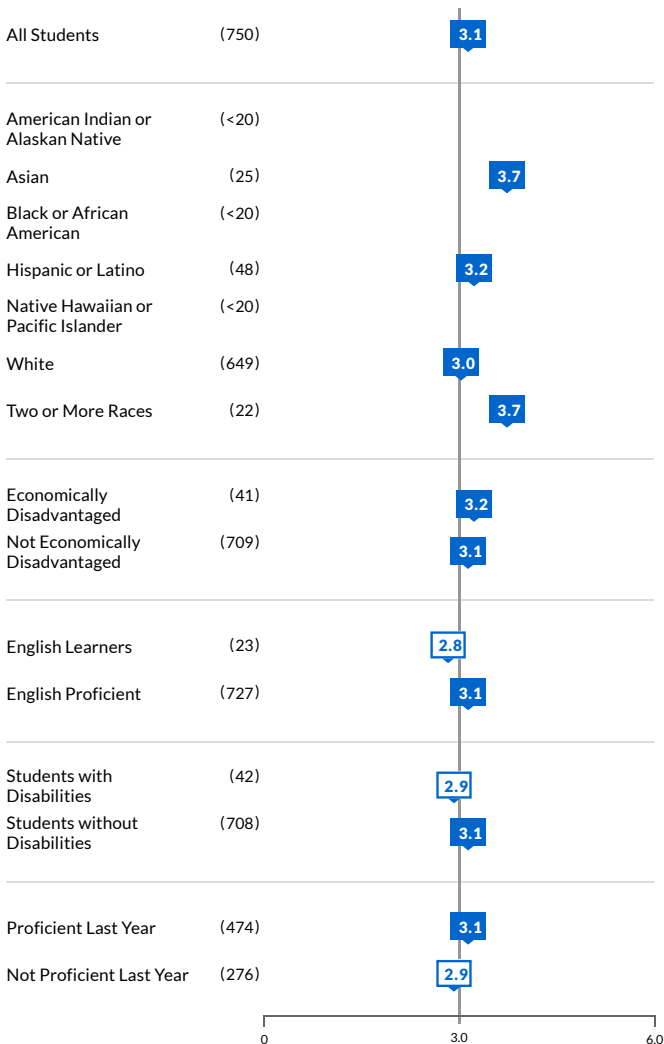 All Students (750) 3.1
American Indian or (<20)
Alaskan Native
Asian (25) 3.7
Black or African (<20)
American
Hispanic or Latino (48) 3.2
Native Hawaiian or (<20)
Pacific Islander
White (649) 3.0
Two or More Races (22) 3.7
Economically (41) 3.2
Disadvantaged
Not Economically (709) 3.1
Disadvantaged
English Learners (23) 2.8
English Proficient (727) 3.1
Students with (42) 2.9
Disabilities
Students without (708) 3.1
Disabilities
Proficient Last Year (474) 3.1
Not Proficient Last Year (276) 2.9
0 3.0 6.0